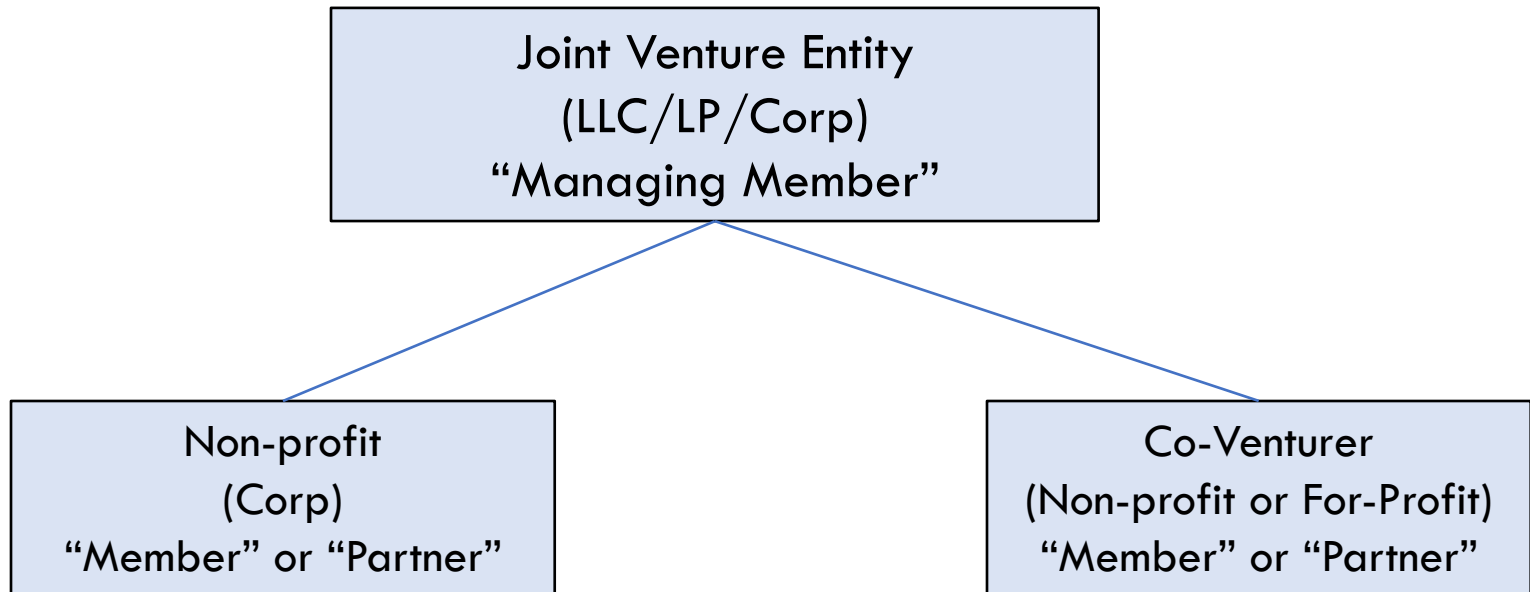 Joint Venture Entity
(LLC/LP/Corp)
“Managing Member”
Non-profit
(Corp)
“Member” or “Partner”
Co-Venturer
(Non-profit or For-Profit)
“Member” or “Partner”